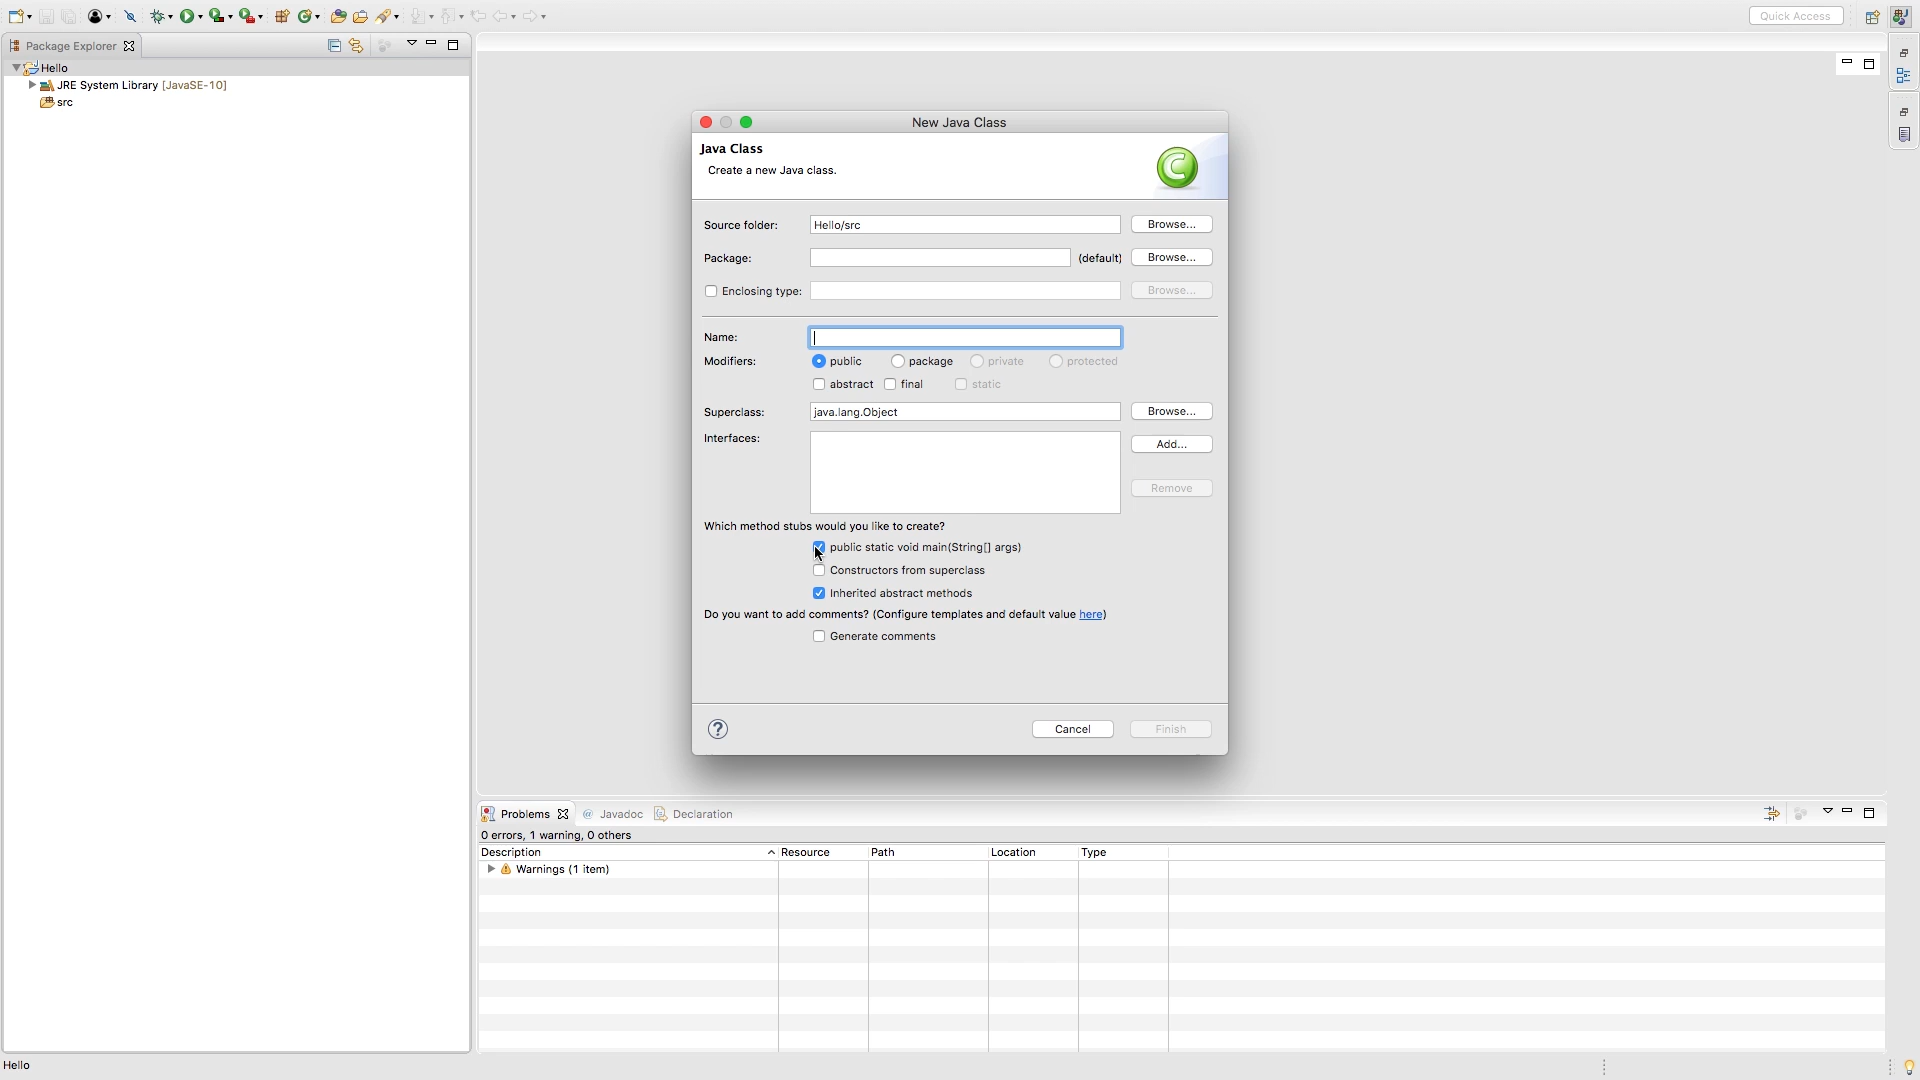 Quick Access
Package Explorer
Hello
JRE System Library [JavaSE-10]
src
New Java Class
Java Class
Create a new Java class.
Source folder: Hello/src Browse...
Package: (default) Browse...
Enclosing type: Browse...
Name:
Modifiers: public package private protected
abstract final static
Superclass: java.lang.Object Browse...
Interfaces: Add...
Remove
Which method stubs would you like to create?
public static void main(String[] args)
Constructors from superclass
Inherited abstract methods
Do you want to add comments? (Configure templates and default value here)
Generate comments
? Cancel Finish
Problems @ Javadoc Declaration
0 errors, 1 warning, 0 others
Description Resource Path Location Type
Warnings (1 item)
Hello